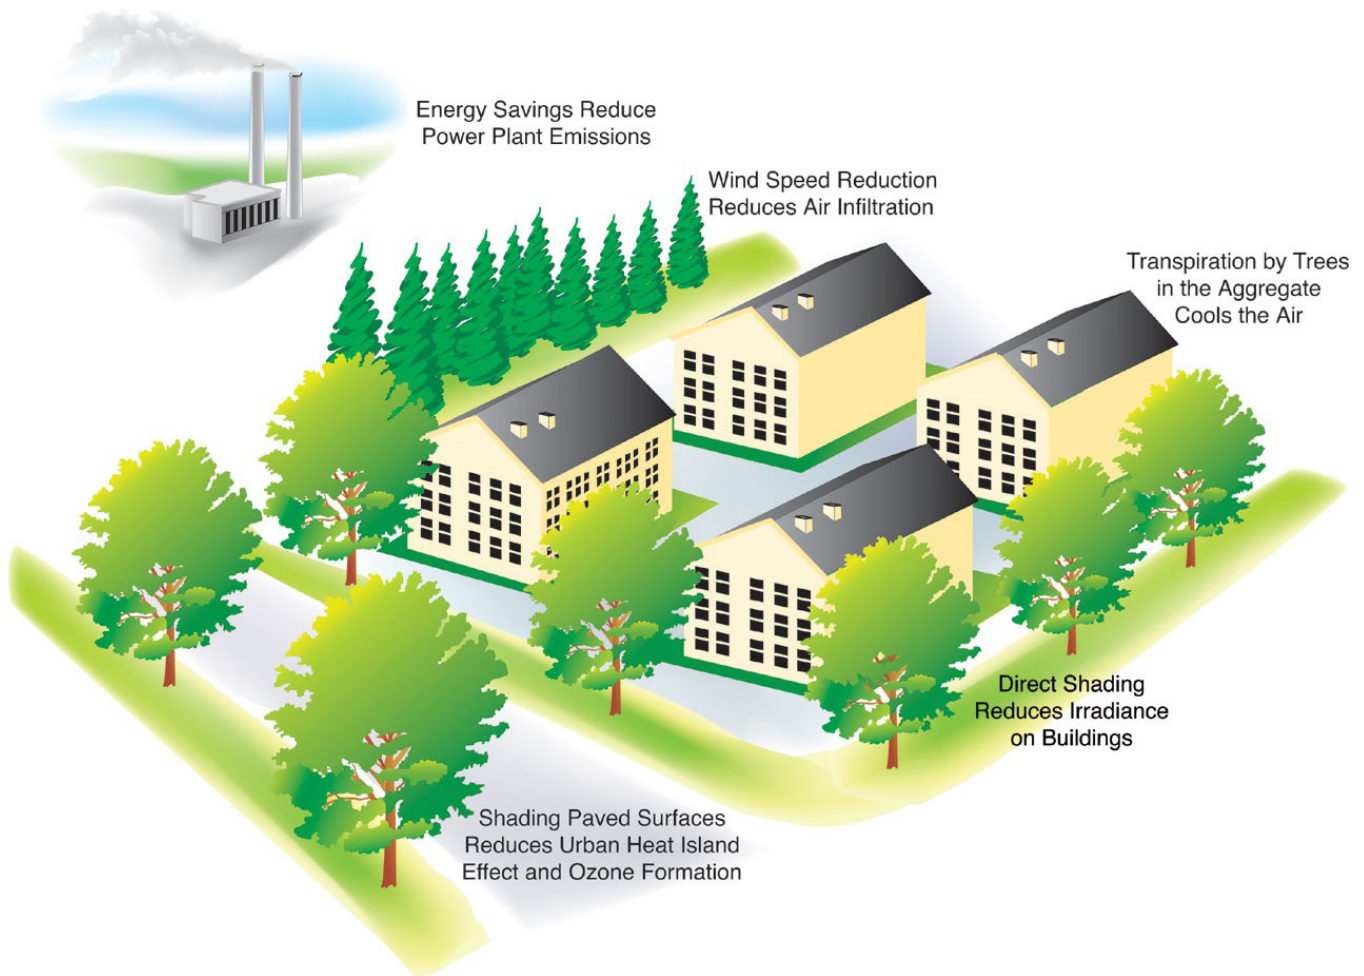 Energy Savings Reduce
Power Plant Emissions
Wind Speed Reduction
Reduces Air Infiltration
Transpiration by Trees
in the Aggregate
Cools the Air
Direct Shading
Reduces Irradiance
on Buildings
Shading Paved Surfaces
Reduces Urban Heat Island
Effect and Ozone Formation